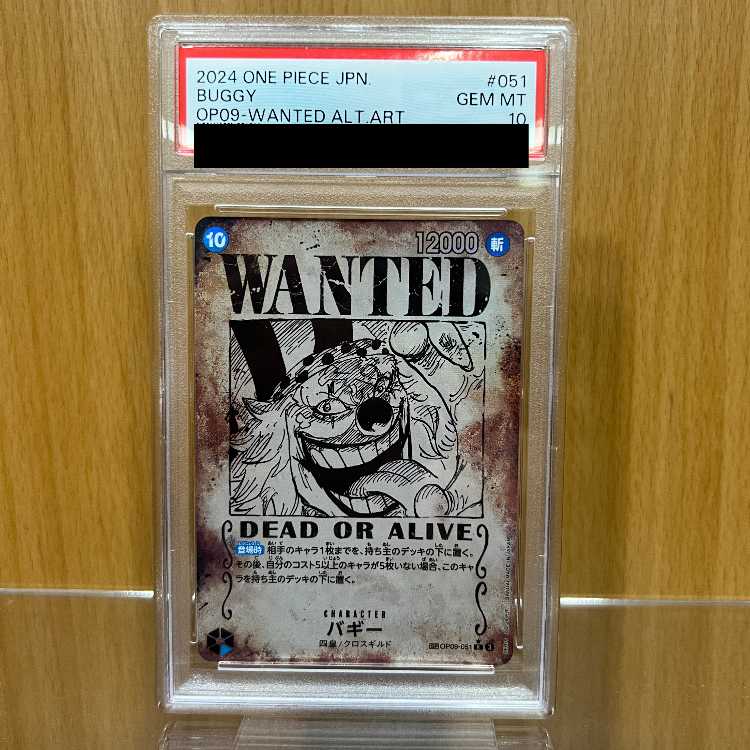 2024 ONE PIECE JPN. #051
BUGGY GEM MT
OP09-WANTED ALT.ART 10
10 12000 斬
WANTED
DEAD OR ALIVE
登場時 相手のキャラ1枚までを、持ち主のデッキの下に置く。
その後、自分のコスト5以上のキャラが5枚いない場合、このキャ
ラを持ち主のデッキの下に置く。
CHARACTER
バギー
四皇/クロスギルド
OP09-051 R 3